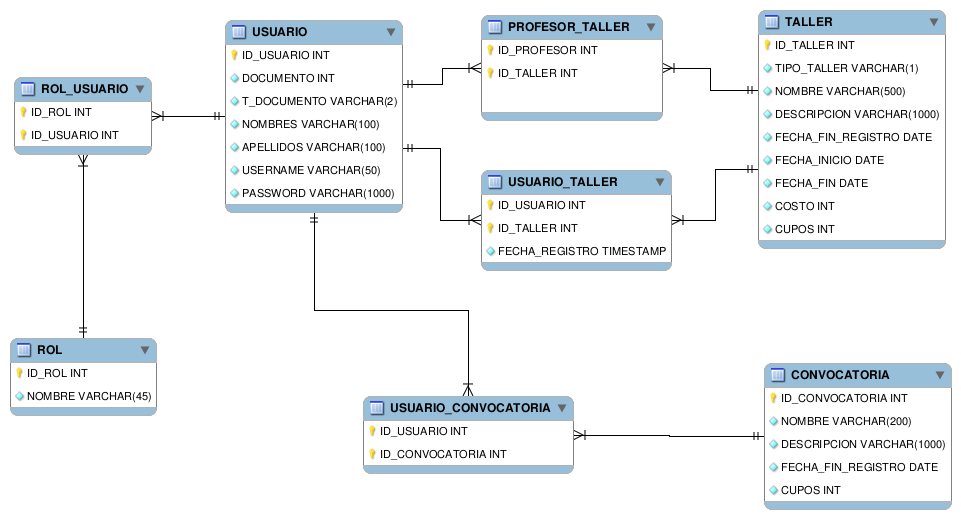 ROL_USUARIO
ID_ROL INT
ID_USUARIO INT
USUARIO
ID_USUARIO INT
DOCUMENTO INT
T_DOCUMENTO VARCHAR(2)
NOMBRES VARCHAR(100)
APELLIDOS VARCHAR(100)
USERNAME VARCHAR(50)
PASSWORD VARCHAR(1000)
PROFESOR_TALLER
ID_PROFESOR INT
ID_TALLER INT
TALLER
ID_TALLER INT
TIPO_TALLER VARCHAR(1)
NOMBRE VARCHAR(500)
DESCRIPCION VARCHAR(1000)
FECHA_FIN_REGISTRO DATE
FECHA_INICIO DATE
FECHA_FIN DATE
COSTO INT
CUPOS INT
USUARIO_TALLER
ID_USUARIO INT
ID_TALLER INT
FECHA_REGISTRO TIMESTAMP
ROL
ID_ROL INT
NOMBRE VARCHAR(45)
USUARIO_CONVOCATORIA
ID_USUARIO INT
ID_CONVOCATORIA INT
CONVOCATORIA
ID_CONVOCATORIA INT
NOMBRE VARCHAR(200)
DESCRIPCION VARCHAR(1000)
FECHA_FIN_REGISTRO DATE
CUPOS INT